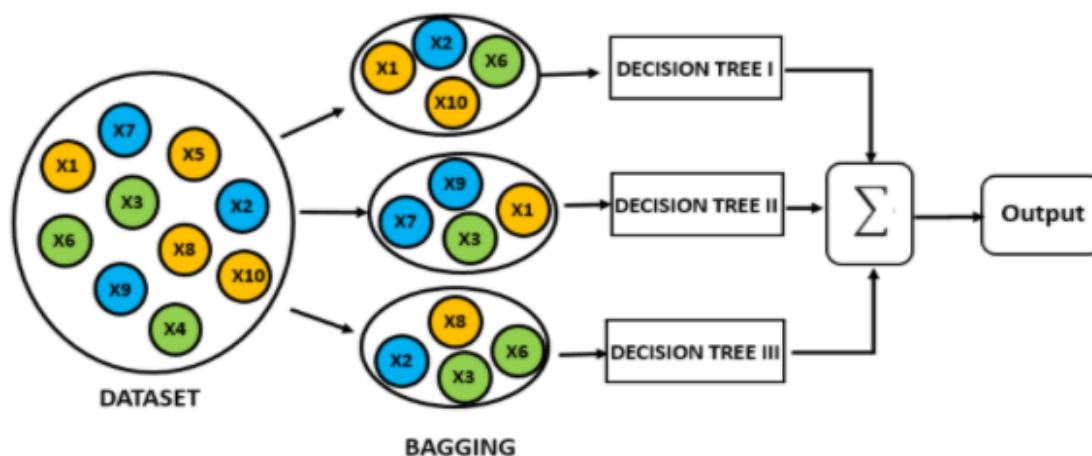 X7
X1
X5
X3
X2
X6
X8
X10
X9
X4
DATASET
X2
X1
X6
X10
X9
X7
X1
X3
X8
X2
X6
X3
BAGGING
DECISION TREE I
DECISION TREE II
DECISION TREE III
∑
Output